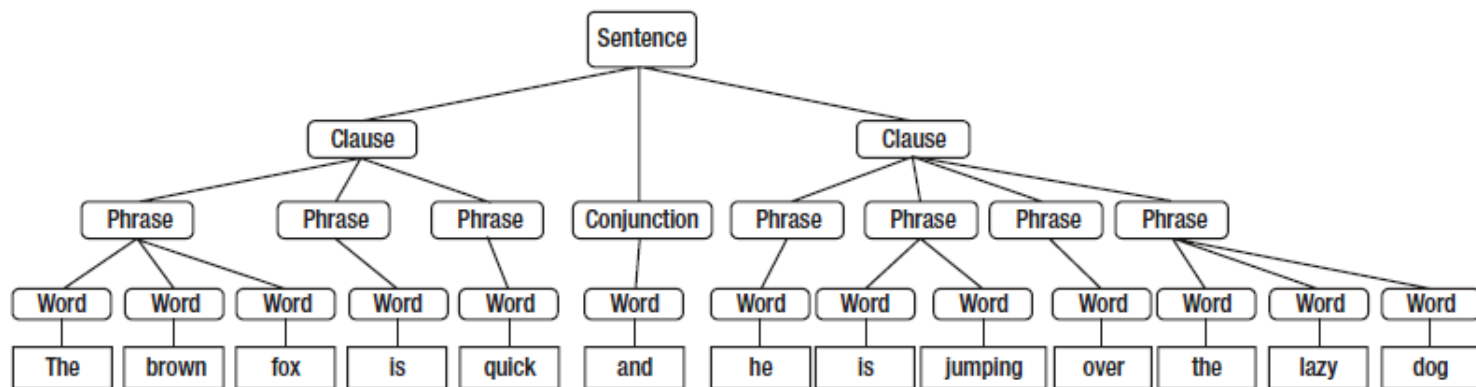 Sentence
Clause Clause
Phrase Phrase Phrase Conjunction Phrase Phrase Phrase Phrase
Word Word Word Word Word Word Word Word Word Word Word Word Word
The brown fox is quick and he is jumping over the lazy dog